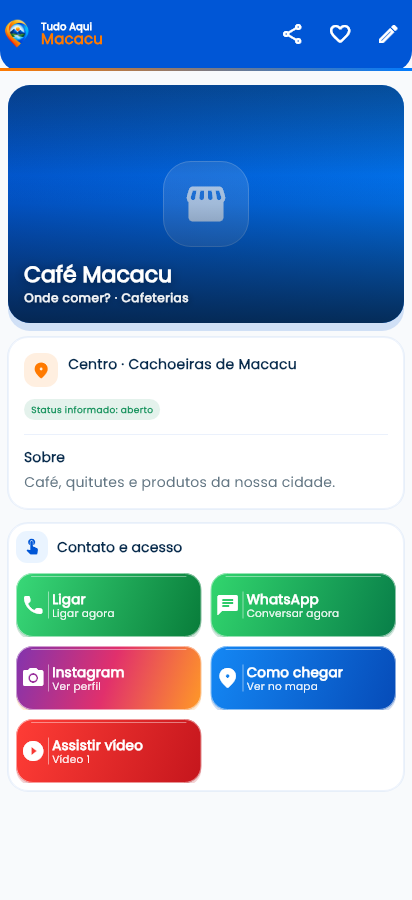 Tudo Aqui
Macacu
Café Macacu
Onde comer? · Cafeterias
Centro · Cachoeiras de Macacu
Status informado: aberto
Sobre
Café, quitutes e produtos da nossa cidade.
Contato e acesso
Ligar
Ligar agora
WhatsApp
Conversar agora
Instagram
Ver perfil
Como chegar
Ver no mapa
Assistir vídeo
Vídeo 1